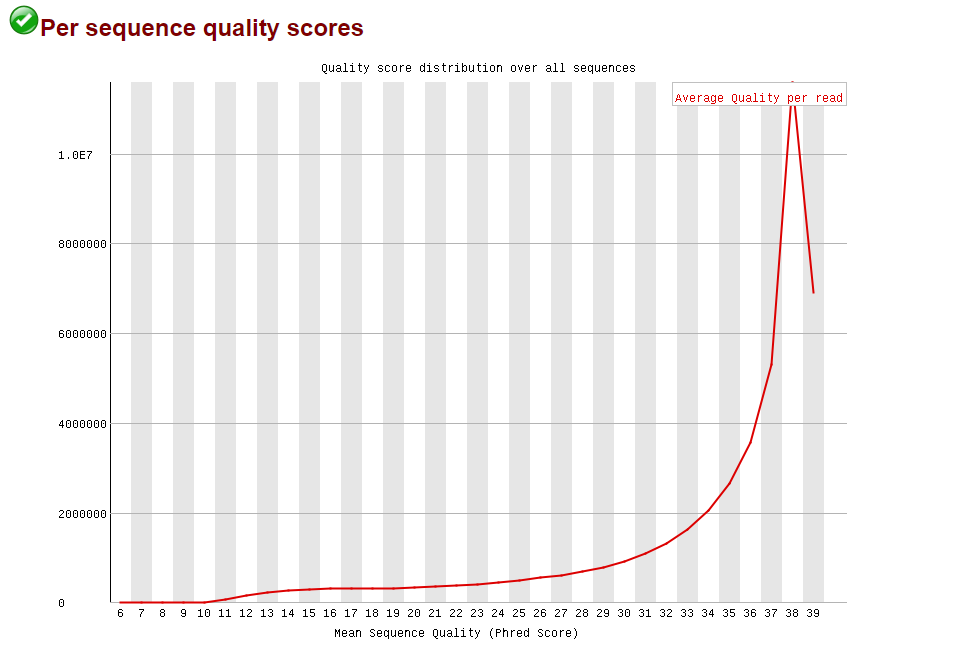 Per sequence quality scores
Quality score distribution over all sequences
Average Quality per read
1.0E7
8000000
6000000
4000000
2000000
0
6 7 8 9 10 11 12 13 14 15 16 17 18 19 20 21 22 23 24 25 26 27 28 29 30 31 32 33 34 35 36 37 38 39
Mean Sequence Quality (Phred Score)